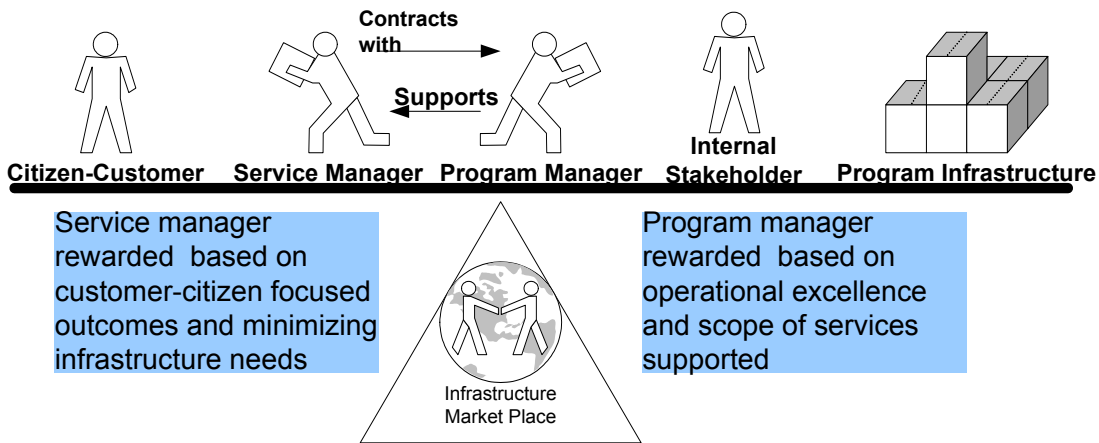 Contracts
with
Supports
Citizen-Customer
Service Manager
Program Manager
Internal
Stakeholder
Program Infrastructure
Service manager
rewarded based on
customer-citizen focused
outcomes and minimizing
infrastructure needs
Infrastructure
Market Place
Program manager
rewarded based on
operational excellence
and scope of services
supported